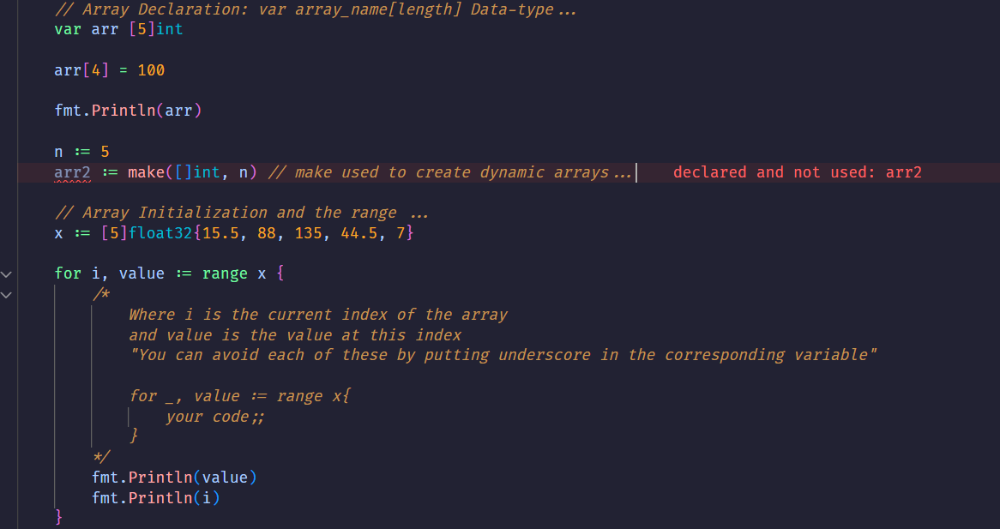 // Array Declaration: var array_name[length] Data-type...
var arr [5]int
arr[4] = 100
fmt.Println(arr)
n := 5
arr2 := make([]int, n) // make used to create dynamic arrays... declared and not used: arr2
// Array Initialization and the range ...
x := [5]float32{15.5, 88, 135, 44.5, 7}
for i, value := range x {
/*
Where i is the current index of the array
and value is the value at this index
"You can avoid each of these by putting underscore in the corresponding variable"
for _, value := range x{
your code;;
}
*/
fmt.Println(value)
fmt.Println(i)
}